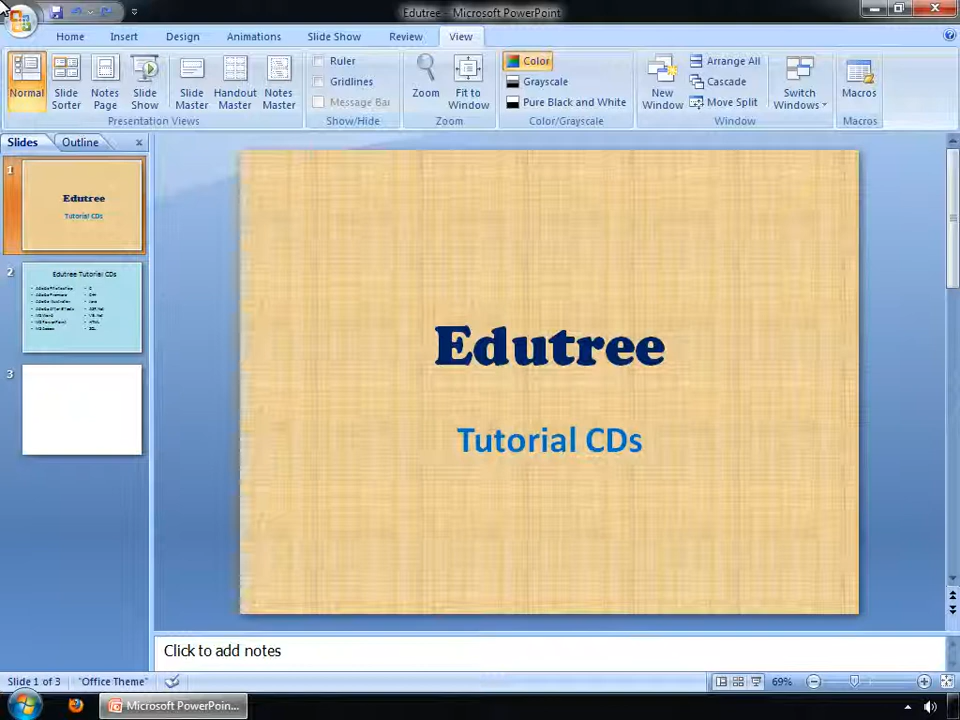 Edutree - Microsoft PowerPoint
Home Insert Design Animations Slide Show Review View
Normal Slide Sorter Notes Page Slide Show Slide Master Handout Master Notes Master
Presentation Views
Ruler
Gridlines
Message Bar
Show/Hide
Zoom Fit to Window
Zoom
Color
Grayscale
Pure Black and White
Color/Grayscale
New Window
Arrange All
Cascade
Move Split
Switch Windows
Window
Macros
Macros
Slides Outline
1
Edutree
Tutorial CDs
2
Edutree Tutorial CDs
3
Edutree
Tutorial CDs
Click to add notes
Slide 1 of 3 "Office Theme" 69%
Microsoft PowerPoin...